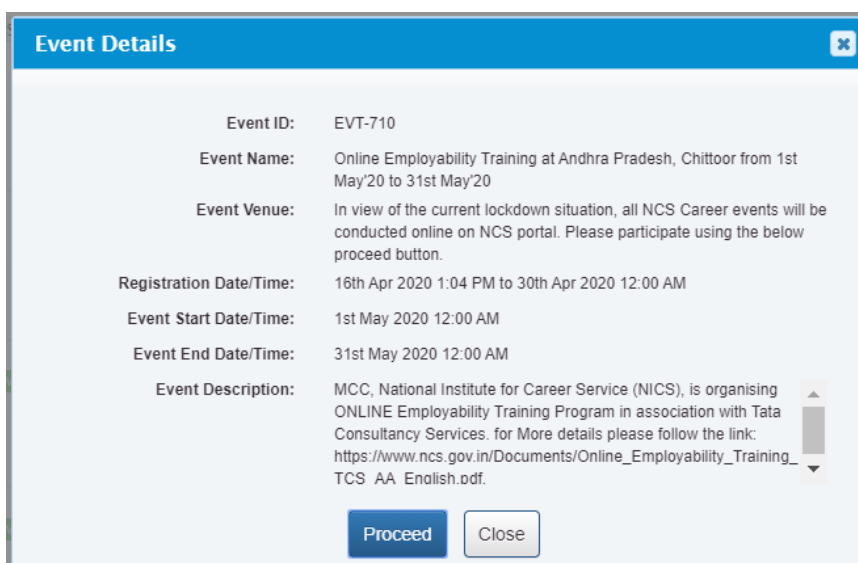 Event Details
Event ID: EVT-710
Event Name: Online Employability Training at Andhra Pradesh, Chittoor from 1st
May'20 to 31st May'20
Event Venue: In view of the current lockdown situation, all NCS Career events will be
conducted online on NCS portal. Please participate using the below
proceed button.
Registration Date/Time: 16th Apr 2020 1:04 PM to 30th Apr 2020 12:00 AM
Event Start Date/Time: 1st May 2020 12:00 AM
Event End Date/Time: 31st May 2020 12:00 AM
Event Description: MCC, National Institute for Career Service (NICS), is organising
ONLINE Employability Training Program in association with Tata
Consultancy Services. for More details please follow the link:
https://www.ncs.gov.in/Documents/Online_Employability_Training_
TCS_AA_English.pdf.
Proceed Close